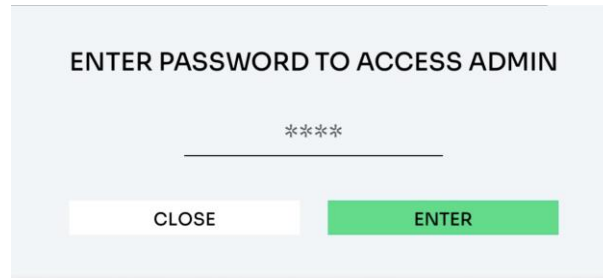 ENTER PASSWORD TO ACCESS ADMIN
****
CLOSE
ENTER